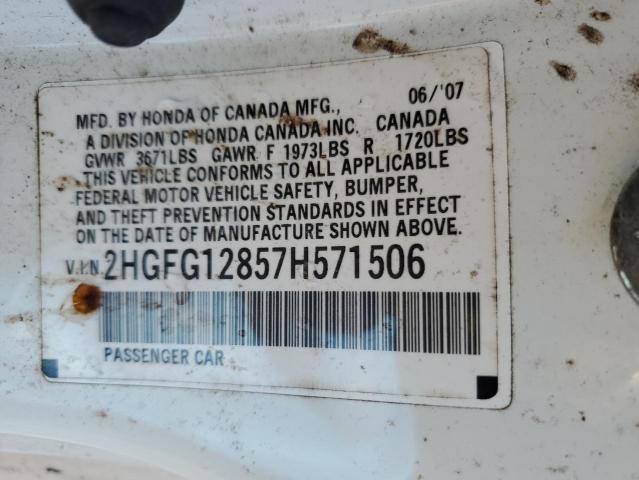 06/'07
MFD. BY HONDA OF CANADA MFG.,
A DIVISION OF HONDA CANADA INC. CANADA
GVWR 3671LBS GAWR F 1973LBS R 1720LBS
THIS VEHICLE CONFORMS TO ALL APPLICABLE
FEDERAL MOTOR VEHICLE SAFETY, BUMPER,
AND THEFT PREVENTION STANDARDS IN EFFECT
ON THE DATE OF MANUFACTURE SHOWN ABOVE.
V.I.N. 2HGFG12857H571506
PASSENGER CAR